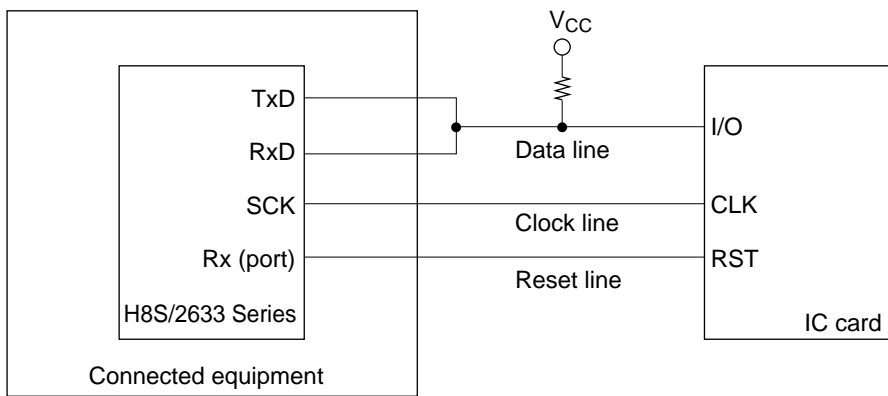 VCC
TxD
I/O
RxD
Data line
SCK
CLK
Clock line
Rx (port)
RST
Reset line
H8S/2633 Series
IC card
Connected equipment